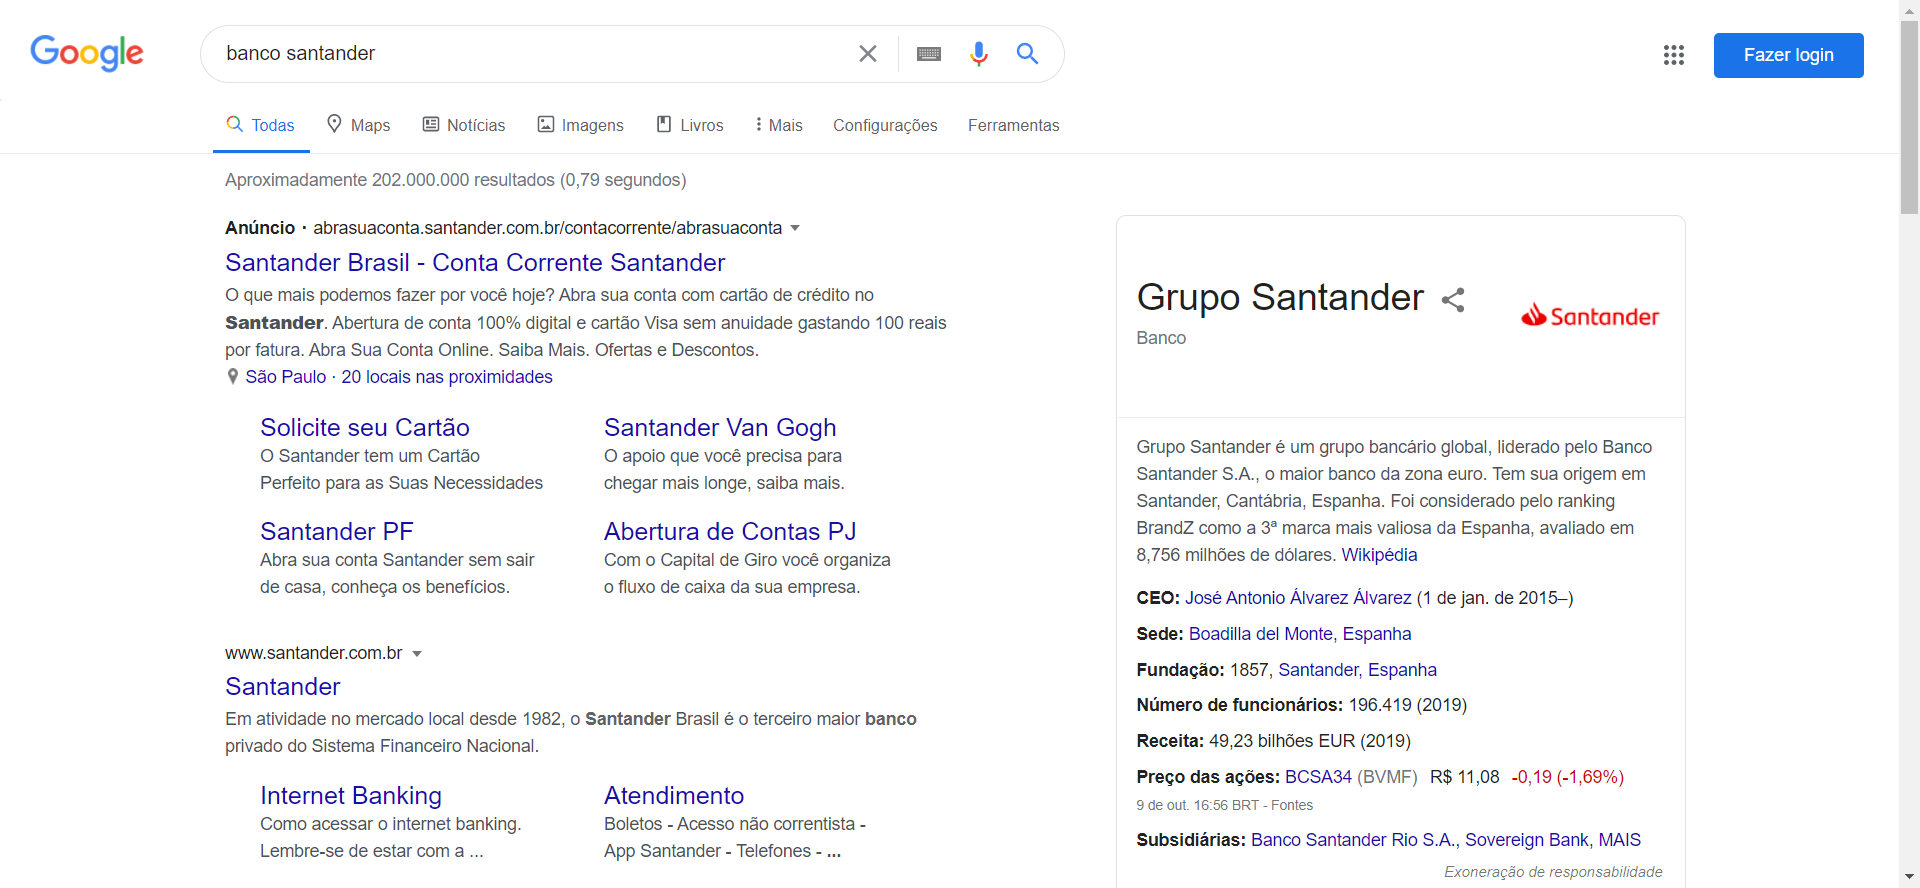 Google
banco santander
Fazer login
Todas
Maps
Notícias
Imagens
Livros
Mais
Configurações
Ferramentas
Aproximadamente 202.000.000 resultados (0,79 segundos)
Anúncio · abrasuaconta.santander.com.br/contacorrente/abrasuaconta
Santander Brasil - Conta Corrente Santander
O que mais podemos fazer por você hoje? Abra sua conta com cartão de crédito no
Santander. Abertura de conta 100% digital e cartão Visa sem anuidade gastando 100 reais
por fatura. Abra Sua Conta Online. Saiba Mais. Ofertas e Descontos.
São Paulo · 20 locais nas proximidades
Solicite seu Cartão
O Santander tem um Cartão
Perfeito para as Suas Necessidades
Santander Van Gogh
O apoio que você precisa para
chegar mais longe, saiba mais.
Santander PF
Abra sua conta Santander sem sair
de casa, conheça os benefícios.
Abertura de Contas PJ
Com o Capital de Giro você organiza
o fluxo de caixa da sua empresa.
www.santander.com.br
Santander
Em atividade no mercado local desde 1982, o Santander Brasil é o terceiro maior banco
privado do Sistema Financeiro Nacional.
Internet Banking
Como acessar o internet banking.
Lembre-se de estar com a ...
Atendimento
Boletos - Acesso não correntista -
App Santander - Telefones - ...
Grupo Santander
Banco
Santander
Grupo Santander é um grupo bancário global, liderado pelo Banco
Santander S.A., o maior banco da zona euro. Tem sua origem em
Santander, Cantábria, Espanha. Foi considerado pelo ranking
BrandZ como a 3ª marca mais valiosa da Espanha, avaliado em
8,756 milhões de dólares. Wikipédia
CEO: José Antonio Álvarez Álvarez (1 de jan. de 2015–)
Sede: Boadilla del Monte, Espanha
Fundação: 1857, Santander, Espanha
Número de funcionários: 196.419 (2019)
Receita: 49,23 bilhões EUR (2019)
Preço das ações: BCSA34 (BVMF) R$ 11,08 -0,19 (-1,69%)
9 de out. 16:56 BRT - Fontes
Subsidiárias: Banco Santander Rio S.A., Sovereign Bank, MAIS
Exoneração de responsabilidade